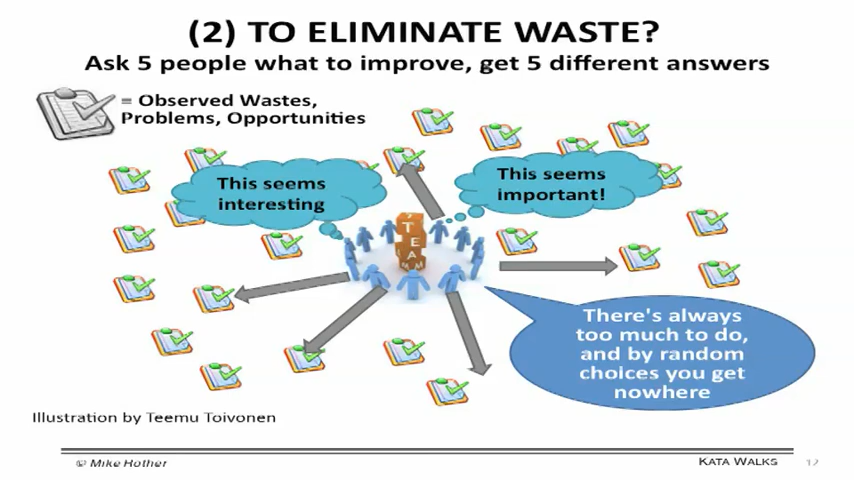 (2) TO ELIMINATE WASTE?
Ask 5 people what to improve, get 5 different answers
= Observed Wastes,
Problems, Opportunities
This seems
interesting
This seems
important!
TEAM
There's always
too much to do,
and by random
choices you get
nowhere
Illustration by Teemu Toivonen
© Mike Rother
KATA WALKS
12